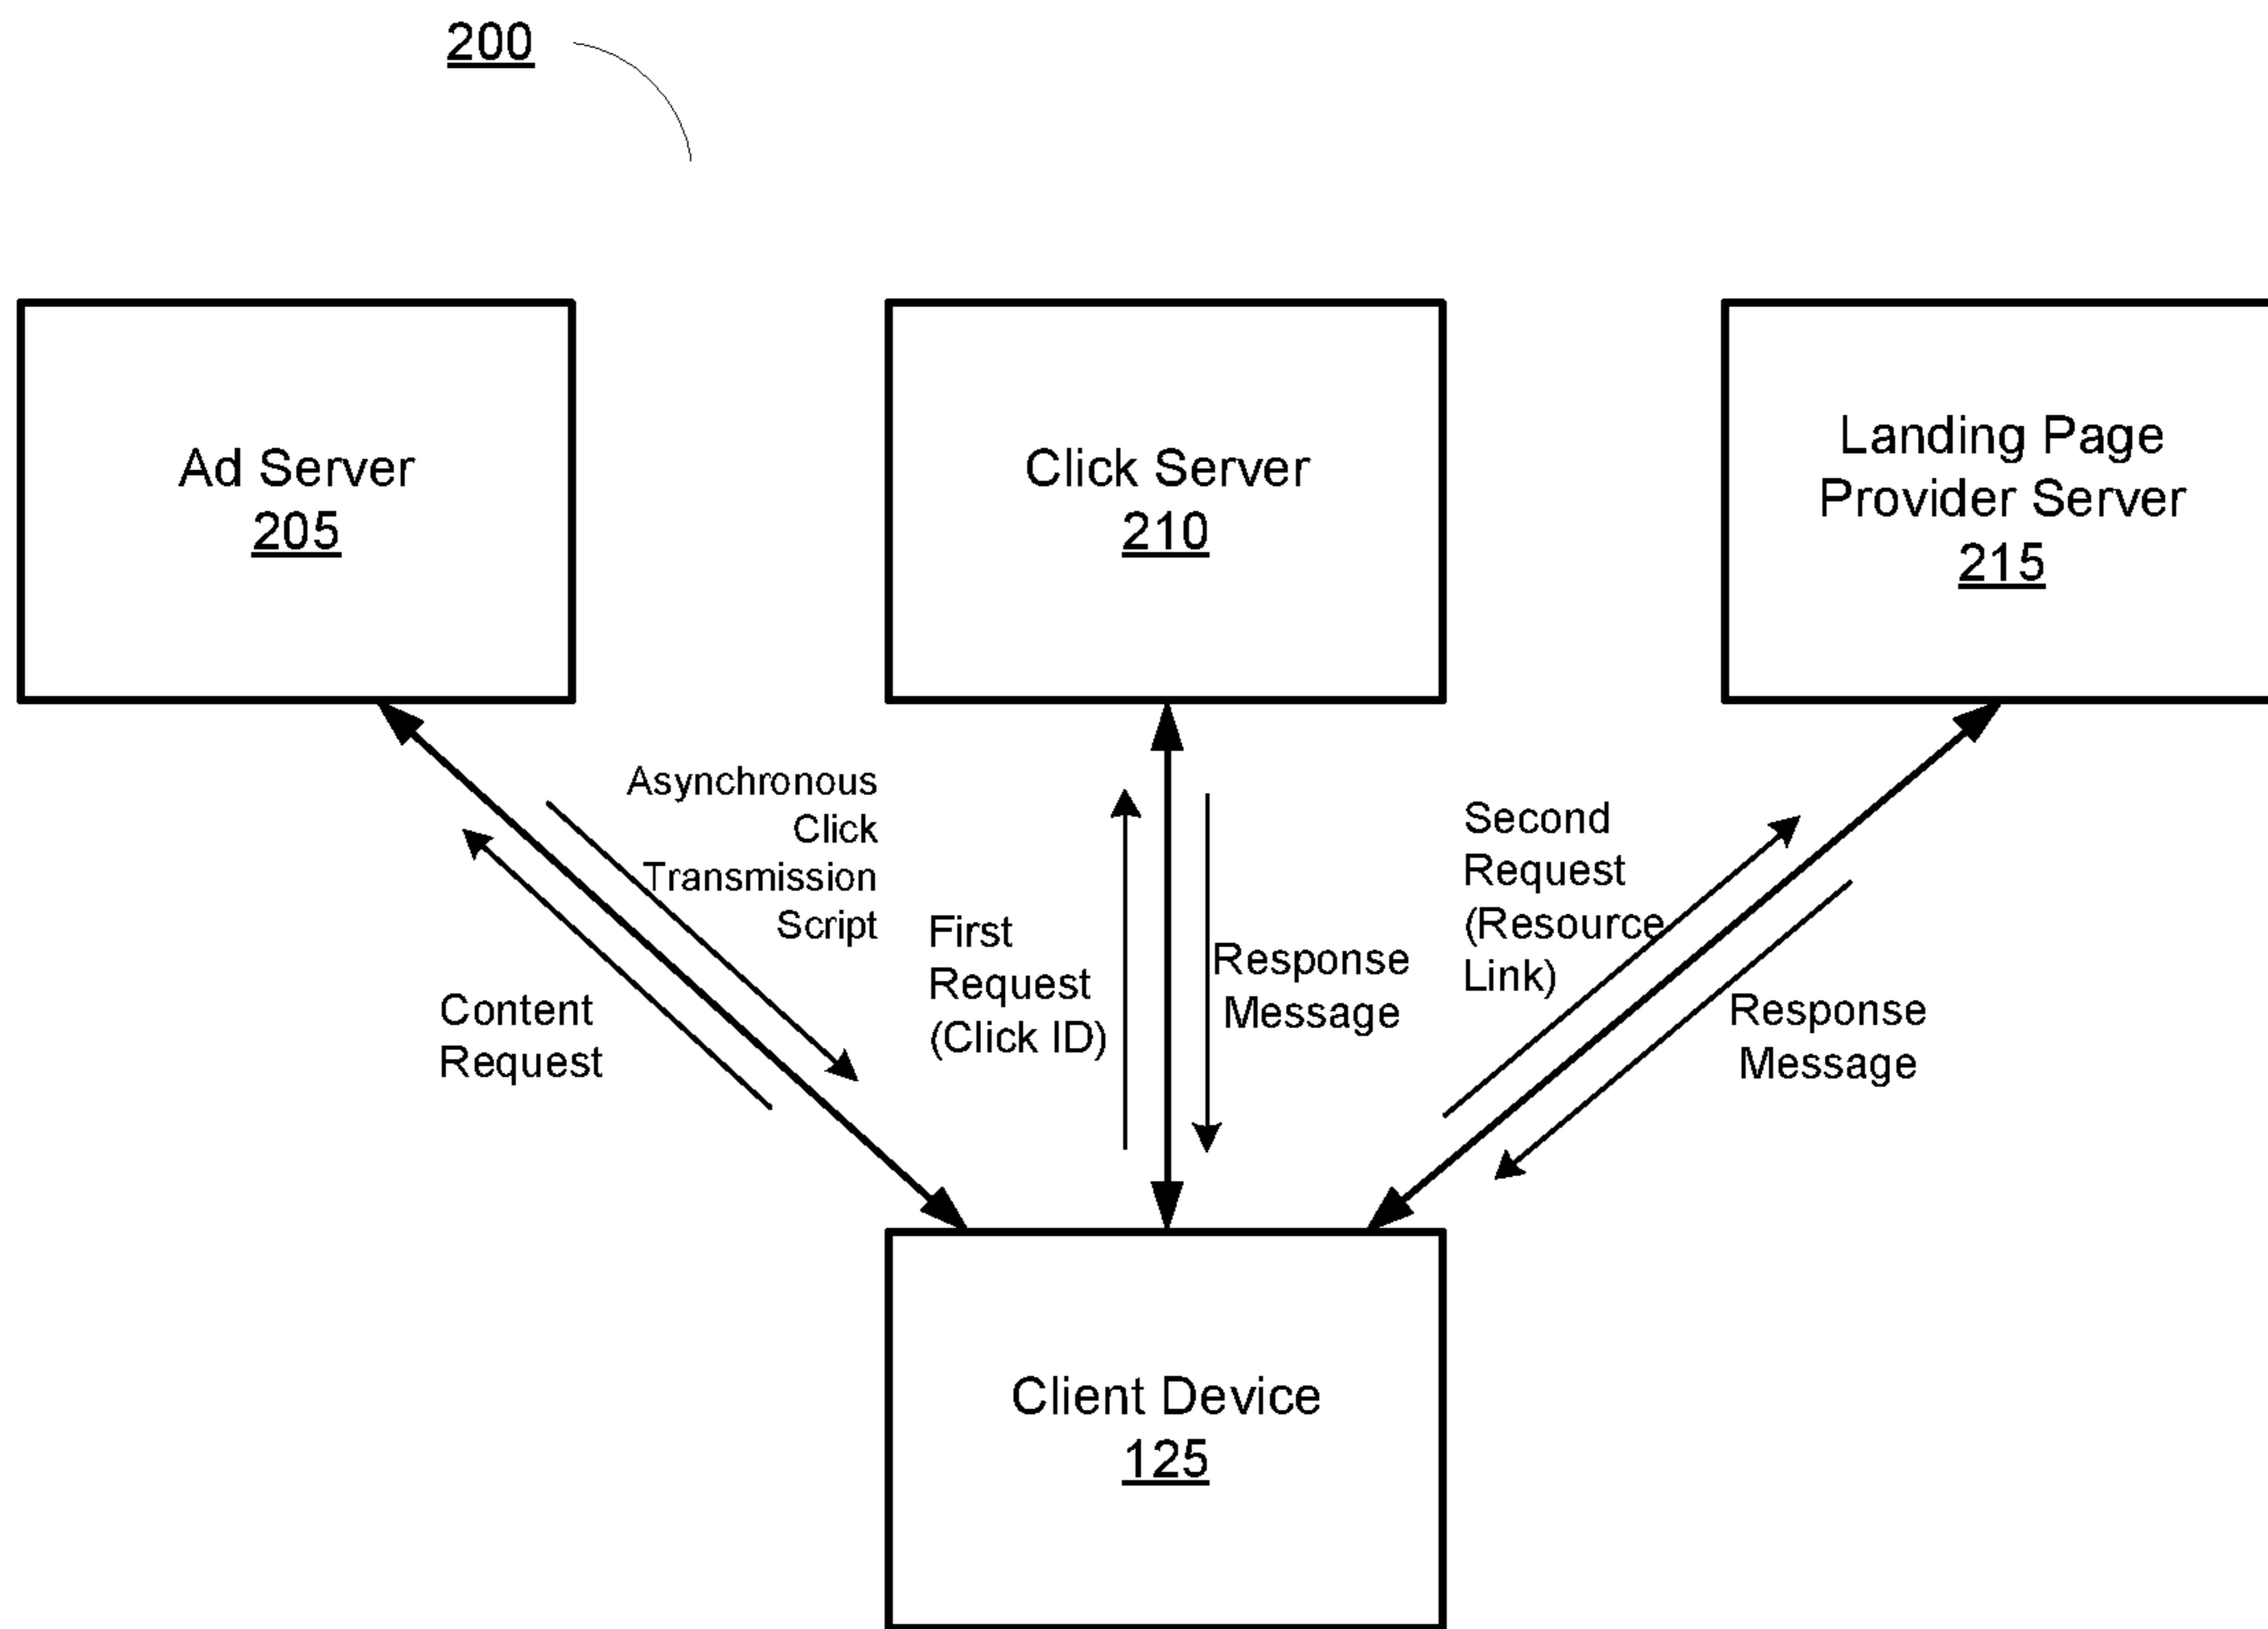 200
Ad Server
205
Click Server
210
Landing Page
Provider Server
215
Asynchronous
Click
Transmission
Script
Content
Request
First
Request
(Click ID)
Response
Message
Second
Request
(Resource
Link)
Response
Message
Client Device
125